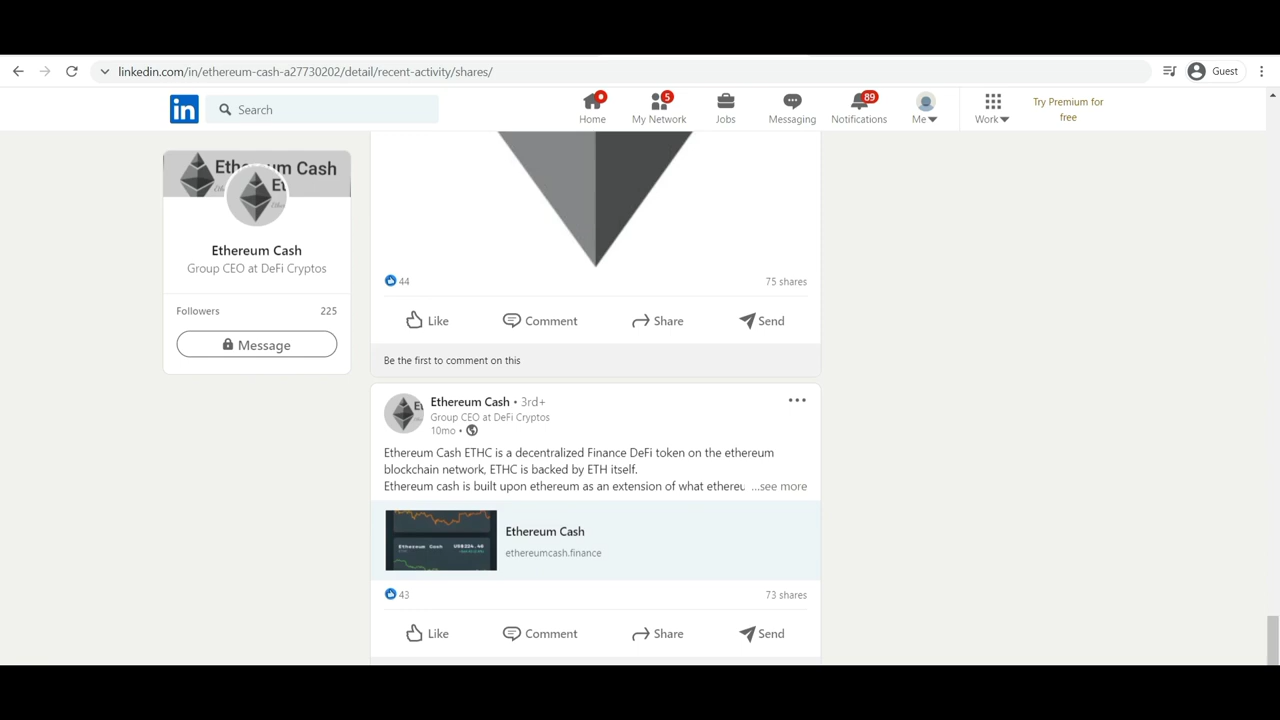 linkedin.com/in/ethereum-cash-a27730202/detail/recent-activity/shares/
Guest
in
Search
Home
5
My Network
Jobs
Messaging
89
Notifications
Me
Work
Try Premium for
free
Ethereum Cash
Ethereum Cash
Group CEO at DeFi Cryptos
Followers 225
Message
44
75 shares
Like Comment Share Send
Be the first to comment on this
Ethereum Cash • 3rd+
Group CEO at DeFi Cryptos
10mo •
Ethereum Cash ETHC is a decentralized Finance DeFi token on the ethereum
blockchain network, ETHC is backed by ETH itself.
Ethereum cash is built upon ethereum as an extension of what ethereu ...see more
Ethereum Cash
Ethereum Cash
ethereumcash.finance
43
73 shares
Like Comment Share Send